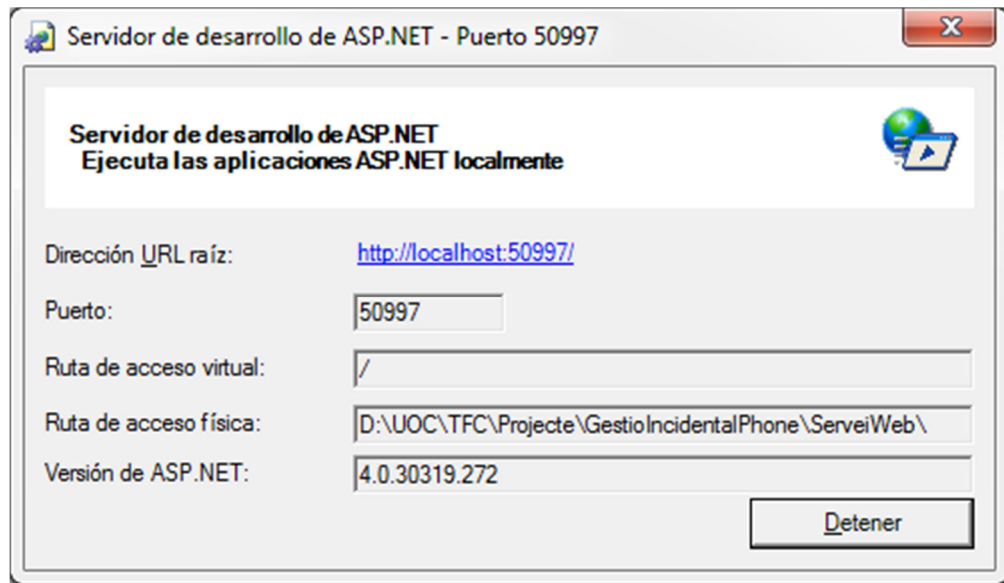 Servidor de desarrollo de ASP.NET - Puerto 50997
Servidor de desarrollo de ASP.NET
Ejecuta las aplicaciones ASP.NET localmente
Dirección URL raíz: http://localhost:50997/
Puerto: 50997
Ruta de acceso virtual: /
Ruta de acceso física: D:\UOC\TFC\Projecte\GestioIncidentalPhone\ServeiWeb\
Versión de ASP.NET: 4.0.30319.272
Detener